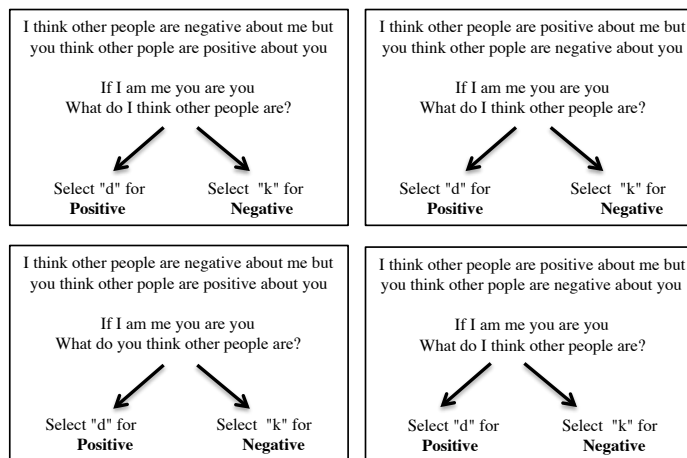 I think other people are negative about me but
you think other pople are positive about you
If I am me you are you
What do I think other people are?
Select "d" for
Positive
Select "k" for
Negative
I think other people are positive about me but
you think other pople are negative about you
If I am me you are you
What do I think other people are?
Select "d" for
Positive
Select "k" for
Negative
I think other people are negative about me but
you think other pople are positive about you
If I am me you are you
What do you think other people are?
Select "d" for
Positive
Select "k" for
Negative
I think other people are positive about me but
you think other pople are negative about you
If I am me you are you
What do I think other people are?
Select "d" for
Positive
Select "k" for
Negative